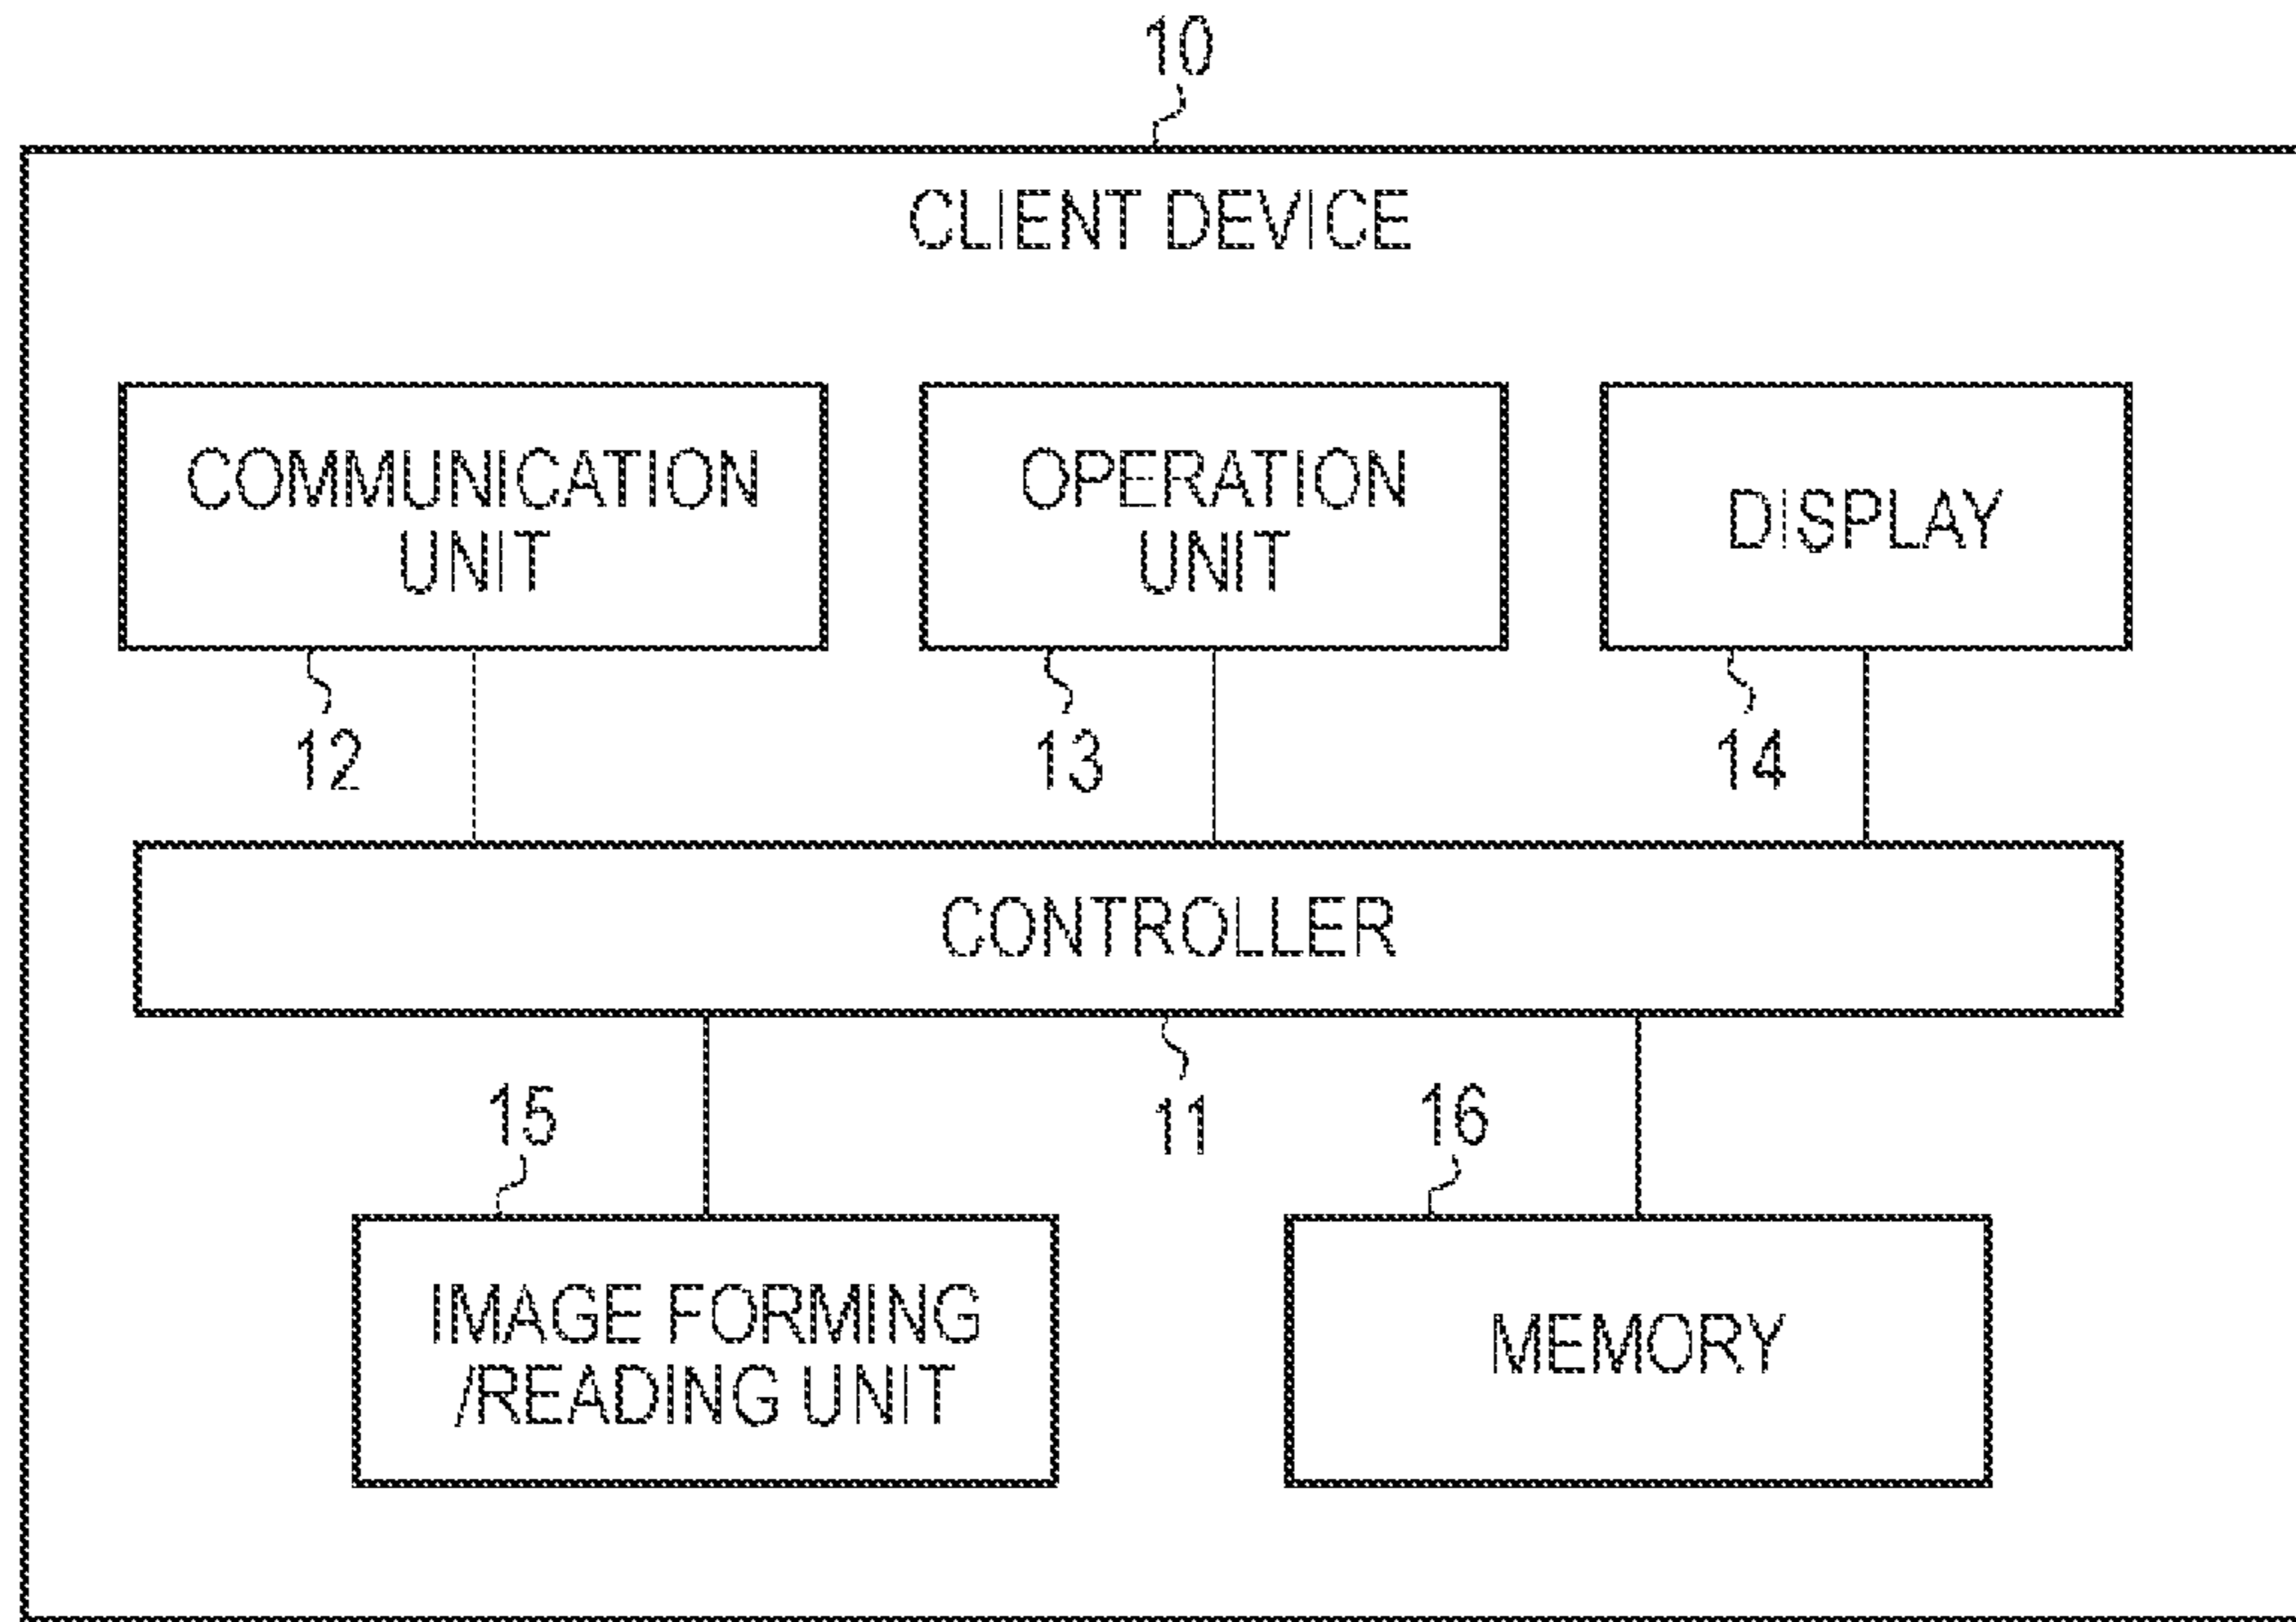 10
CLIENT DEVICE
COMMUNICATION
UNIT
OPERATION
UNIT
DISPLAY
12
13
14
CONTROLLER
15
11
16
IMAGE FORMING
/READING UNIT
MEMORY